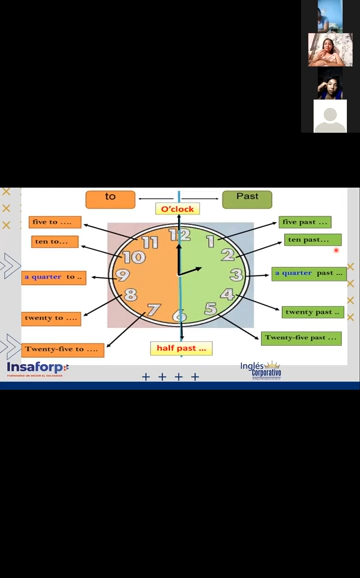 to
Past
O'clock
five to ....
five past ...
ten to...
ten past...
a quarter to ..
a quarter past ...
twenty to ....
twenty past ..
Twenty-five to ....
Twenty-five past ...
half past ...
12
1
2
3
4
5
6
7
8
9
10
11
Insaforp
Inglés
Corporativo